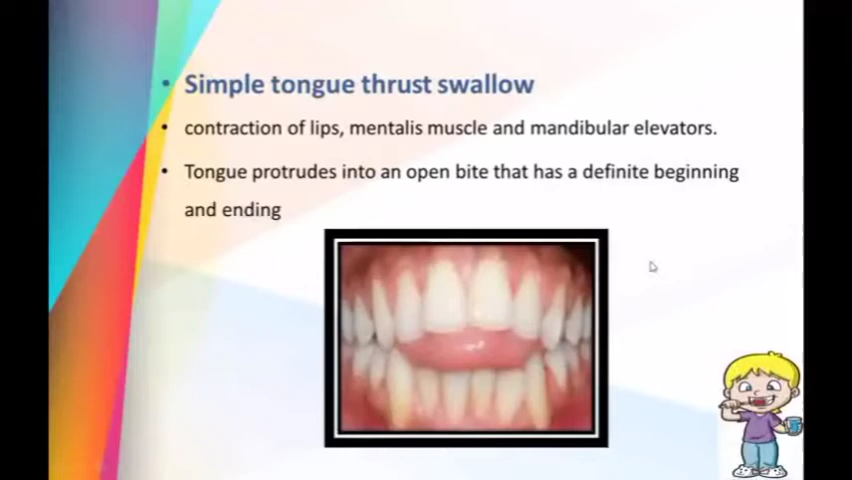 • Simple tongue thrust swallow
• contraction of lips, mentalis muscle and mandibular elevators.
• Tongue protrudes into an open bite that has a definite beginning
and ending